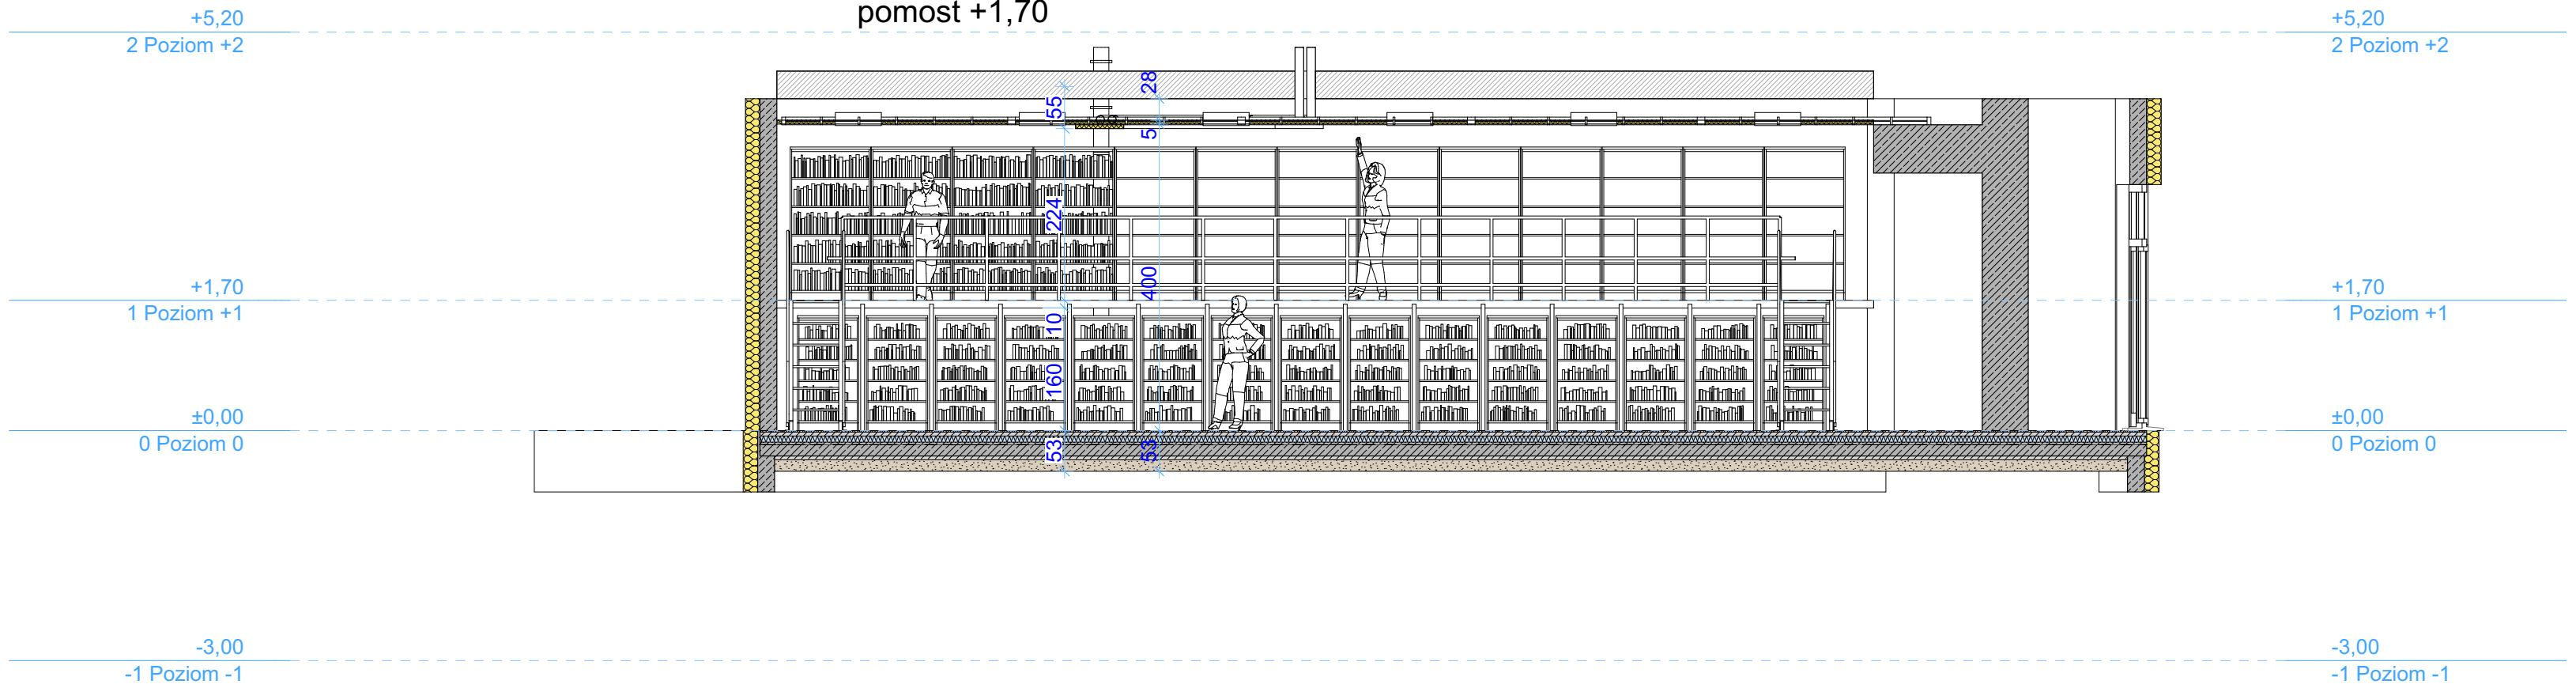 pomost +1,70
+5,20
2 Poziom +2
+5,20
2 Poziom +2
28
55
5
224
400
+1,70
1 Poziom +1
+1,70
1 Poziom +1
10
160
±0,00
0 Poziom 0
±0,00
0 Poziom 0
53
53
-3,00
-1 Poziom -1
-3,00
-1 Poziom -1